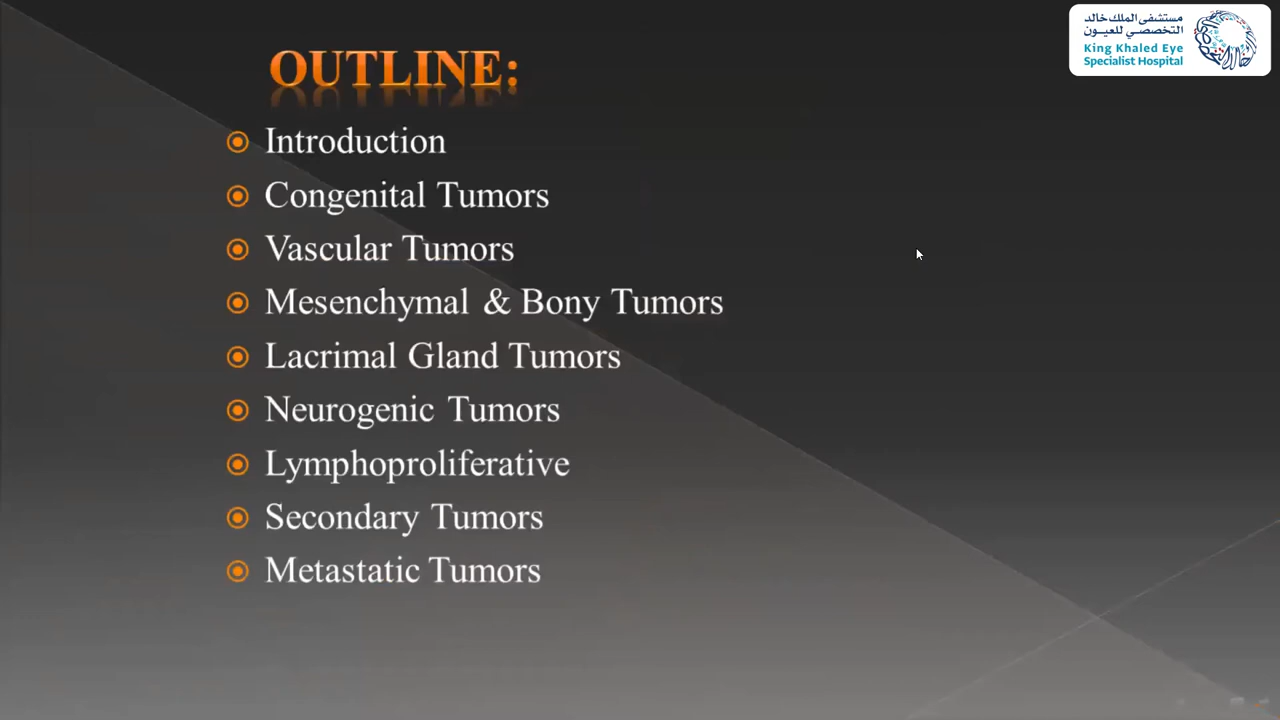 مستشفى الملك خالد
التخصصي للعيون
King Khaled Eye
Specialist Hospital
OUTLINE:
Introduction
Congenital Tumors
Vascular Tumors
Mesenchymal & Bony Tumors
Lacrimal Gland Tumors
Neurogenic Tumors
Lymphoproliferative
Secondary Tumors
Metastatic Tumors